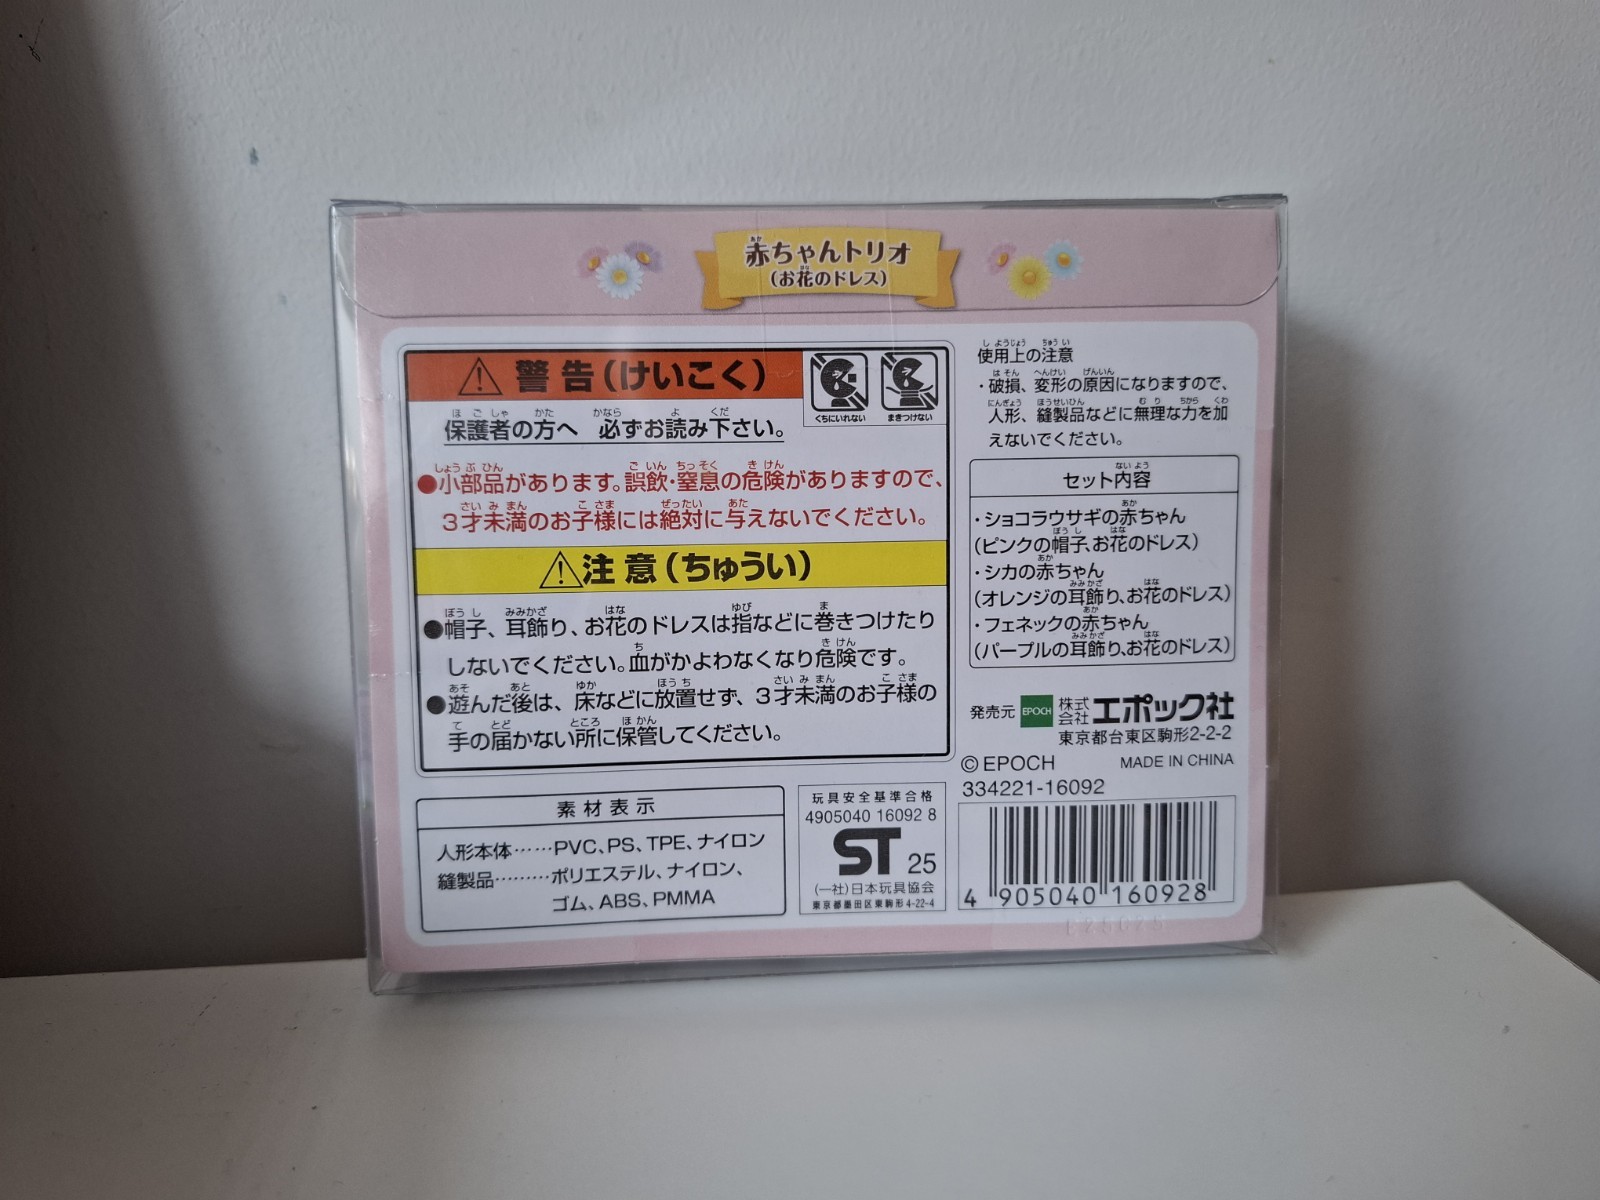 赤ちゃんトリオ
(お花のドレス)
警告(けいこく)
くちにいれない
まきつけない
保護者の方へ 必ずお読み下さい。
●小部品があります。誤飲・窒息の危険がありますので、
3才未満のお子様には絶対に与えないでください。
注意(ちゅうい)
●帽子、耳飾り、お花のドレスは指などに巻きつけたり
しないでください。血がかよわなくなり危険です。
●遊んだ後は、床などに放置せず、3才未満のお子様の
手の届かない所に保管してください。
素材表示
人形本体……PVC、PS、TPE、ナイロン
縫製品………ポリエステル、ナイロン、
ゴム、ABS、PMMA
玩具安全基準合格
4905040 16092 8
ST 25
(一社)日本玩具協会
東京都墨田区東駒形4-22-4
使用上の注意
・破損、変形の原因になりますので、
人形、縫製品などに無理な力を加
えないでください。
セット内容
・ショコラウサギの赤ちゃん
(ピンクの帽子、お花のドレス)
・シカの赤ちゃん
(オレンジの耳飾り、お花のドレス)
・フェネックの赤ちゃん
(パープルの耳飾り、お花のドレス)
発売元 EPOCH 株式会社エポック社
東京都台東区駒形2-2-2
© EPOCH MADE IN CHINA
334221-16092
4 905040 160928